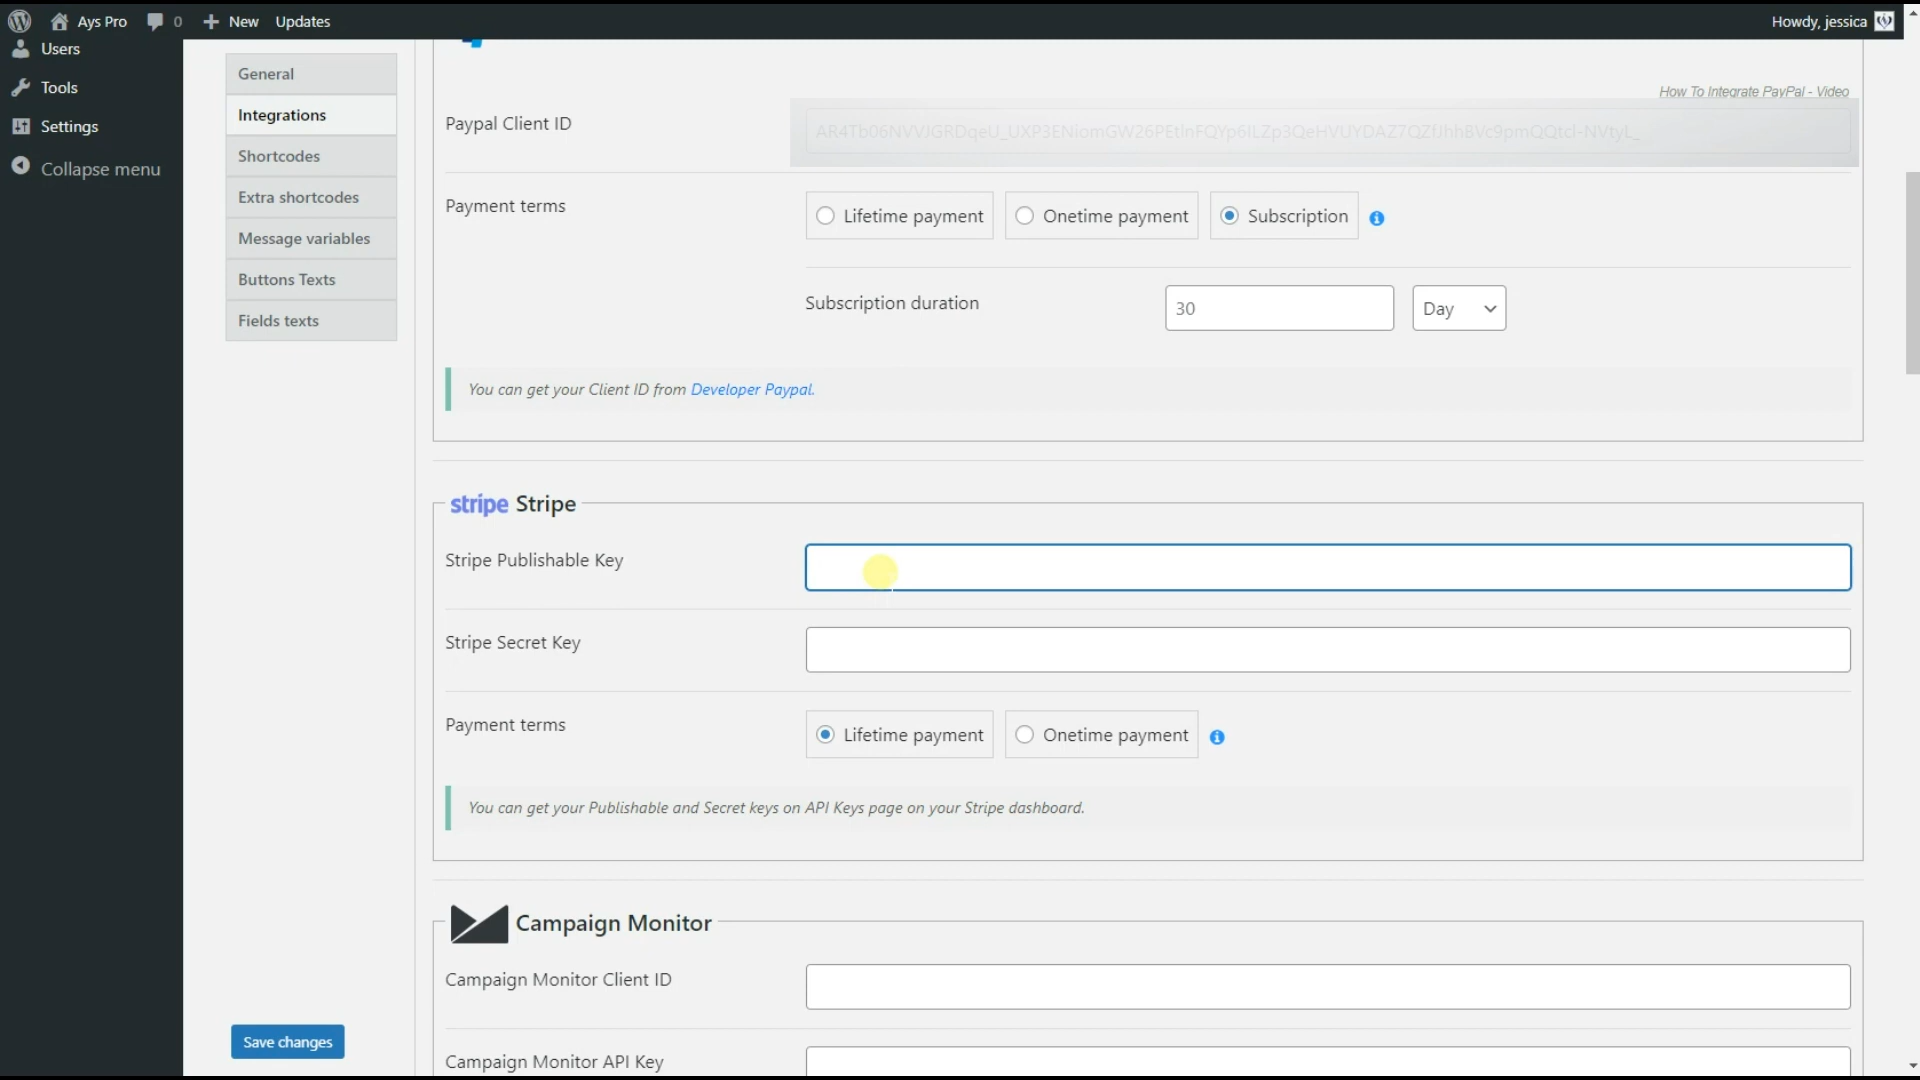 Ays Pro
0
New
Updates
Howdy, jessica
Users
Tools
Settings
Collapse menu
General
Integrations
Shortcodes
Extra shortcodes
Message variables
Buttons Texts
Fields texts
Save changes
How To Integrate PayPal - Video
Paypal Client ID
Payment terms
Lifetime payment
Onetime payment
Subscription
Subscription duration
30
Day
You can get your Client ID from Developer Paypal.
stripe Stripe
Stripe Publishable Key
Stripe Secret Key
Payment terms
Lifetime payment
Onetime payment
You can get your Publishable and Secret keys on API Keys page on your Stripe dashboard.
Campaign Monitor
Campaign Monitor Client ID
Campaign Monitor API Key